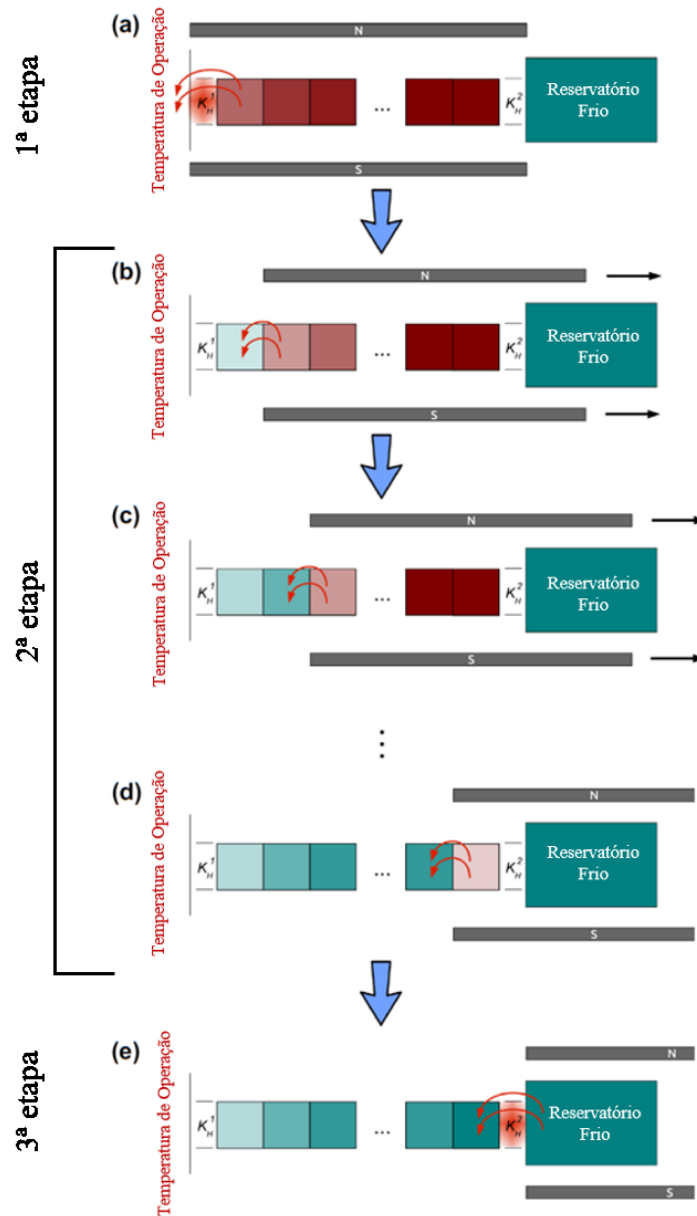 1ª etapa
(a)
Temperatura de Operação
N
K_H^1
...
K_H^2
Reservatório
Frio
S
2ª etapa
(b)
Temperatura de Operação
N
K_H^1
...
K_H^2
Reservatório
Frio
S
(c)
Temperatura de Operação
N
K_H^1
...
K_H^2
Reservatório
Frio
S
⋮
(d)
Temperatura de Operação
N
K_H^1
...
K_H^2
Reservatório
Frio
S
3ª etapa
(e)
Temperatura de Operação
N
K_H^1
...
K_H^2
Reservatório
Frio
S